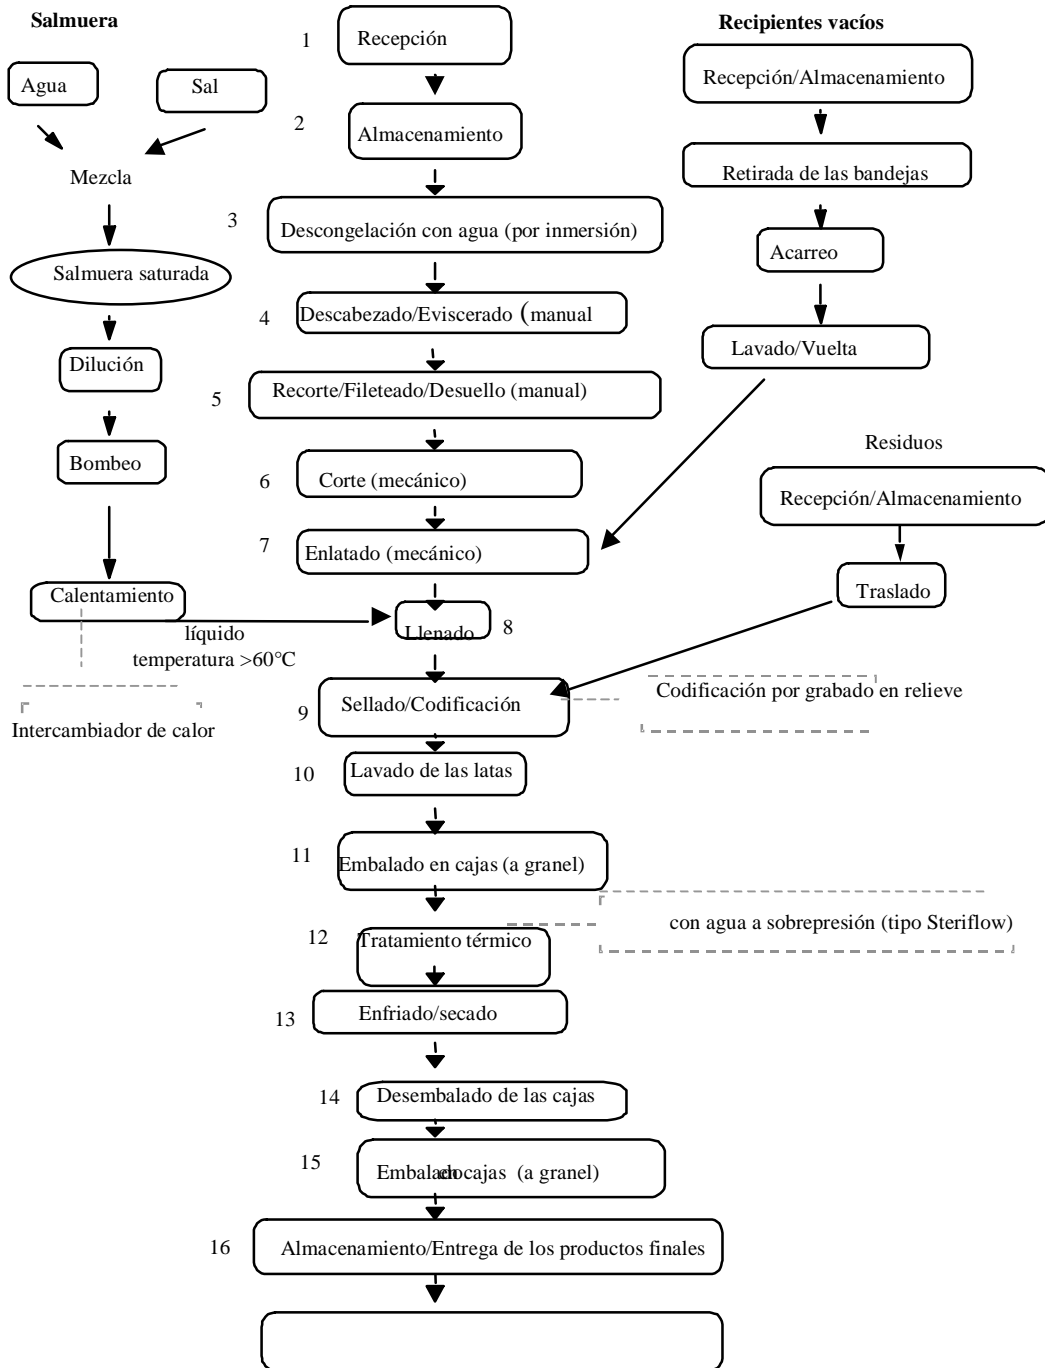 Salmuera
Agua
Sal
Mezcla
Salmuera saturada
Dilución
Bombeo
Calentamiento
líquido
temperatura >60°C
Intercambiador de calor
1 Recepción
2 Almacenamiento
3 Descongelación con agua (por inmersión)
4 Descabezado/Eviscerado (manual
5 Recorte/Fileteado/Desuello (manual)
6 Corte (mecánico)
7 Enlatado (mecánico)
Llenado 8
9 Sellado/Codificación
Codificación por grabado en relieve
10 Lavado de las latas
11 Embalado en cajas (a granel)
12 Tratamiento térmico
con agua a sobrepresión (tipo Steriflow)
13 Enfriado/secado
14 Desembalado de las cajas
15 Embalado en cajas (a granel)
16 Almacenamiento/Entrega de los productos finales
Recipientes vacíos
Recepción/Almacenamiento
Retirada de las bandejas
Acarreo
Lavado/Vuelta
Residuos
Recepción/Almacenamiento
Traslado